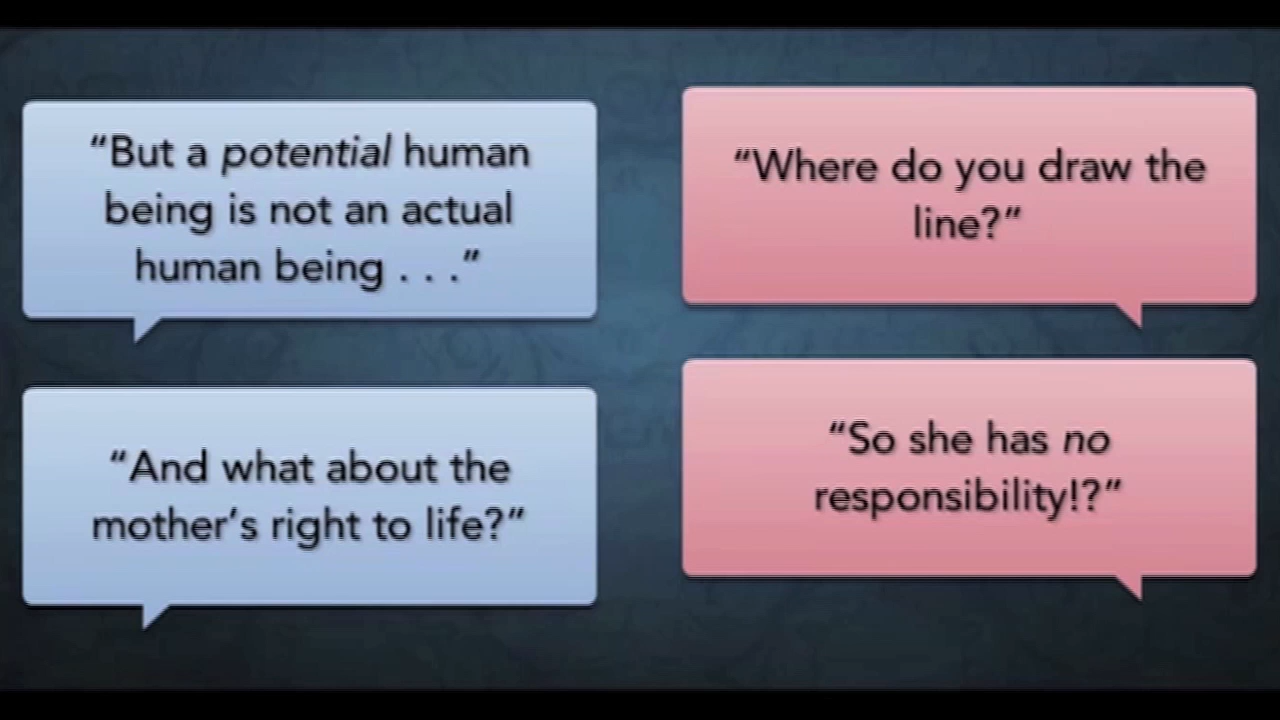 “But a potential human
being is not an actual
human being . . .”
“Where do you draw the
line?”
“And what about the
mother’s right to life?”
“So she has no
responsibility!?”